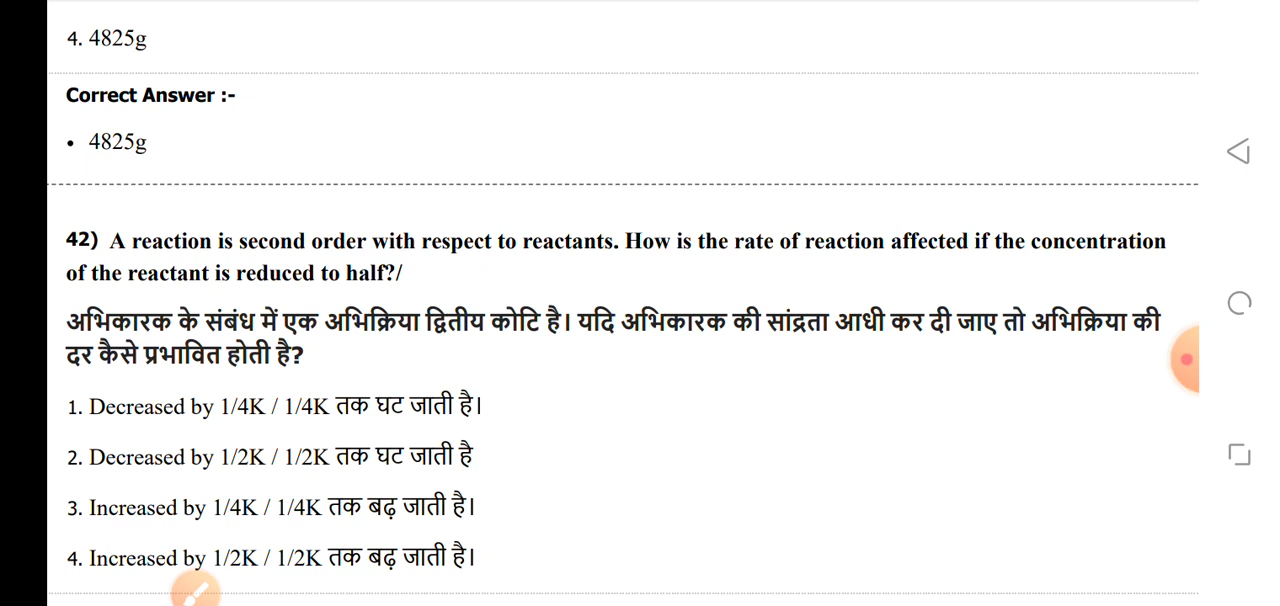 4. 4825g
Correct Answer :-
• 4825g
42) A reaction is second order with respect to reactants. How is the rate of reaction affected if the concentration
of the reactant is reduced to half?/
अभिकारक के संबंध में एक अभिक्रिया द्वितीय कोटि है। यदि अभिकारक की सांद्रता आधी कर दी जाए तो अभिक्रिया की
दर कैसे प्रभावित होती है?
1. Decreased by 1/4K / 1/4K तक घट जाती है।
2. Decreased by 1/2K / 1/2K तक घट जाती है
3. Increased by 1/4K / 1/4K तक बढ़ जाती है।
4. Increased by 1/2K / 1/2K तक बढ़ जाती है।